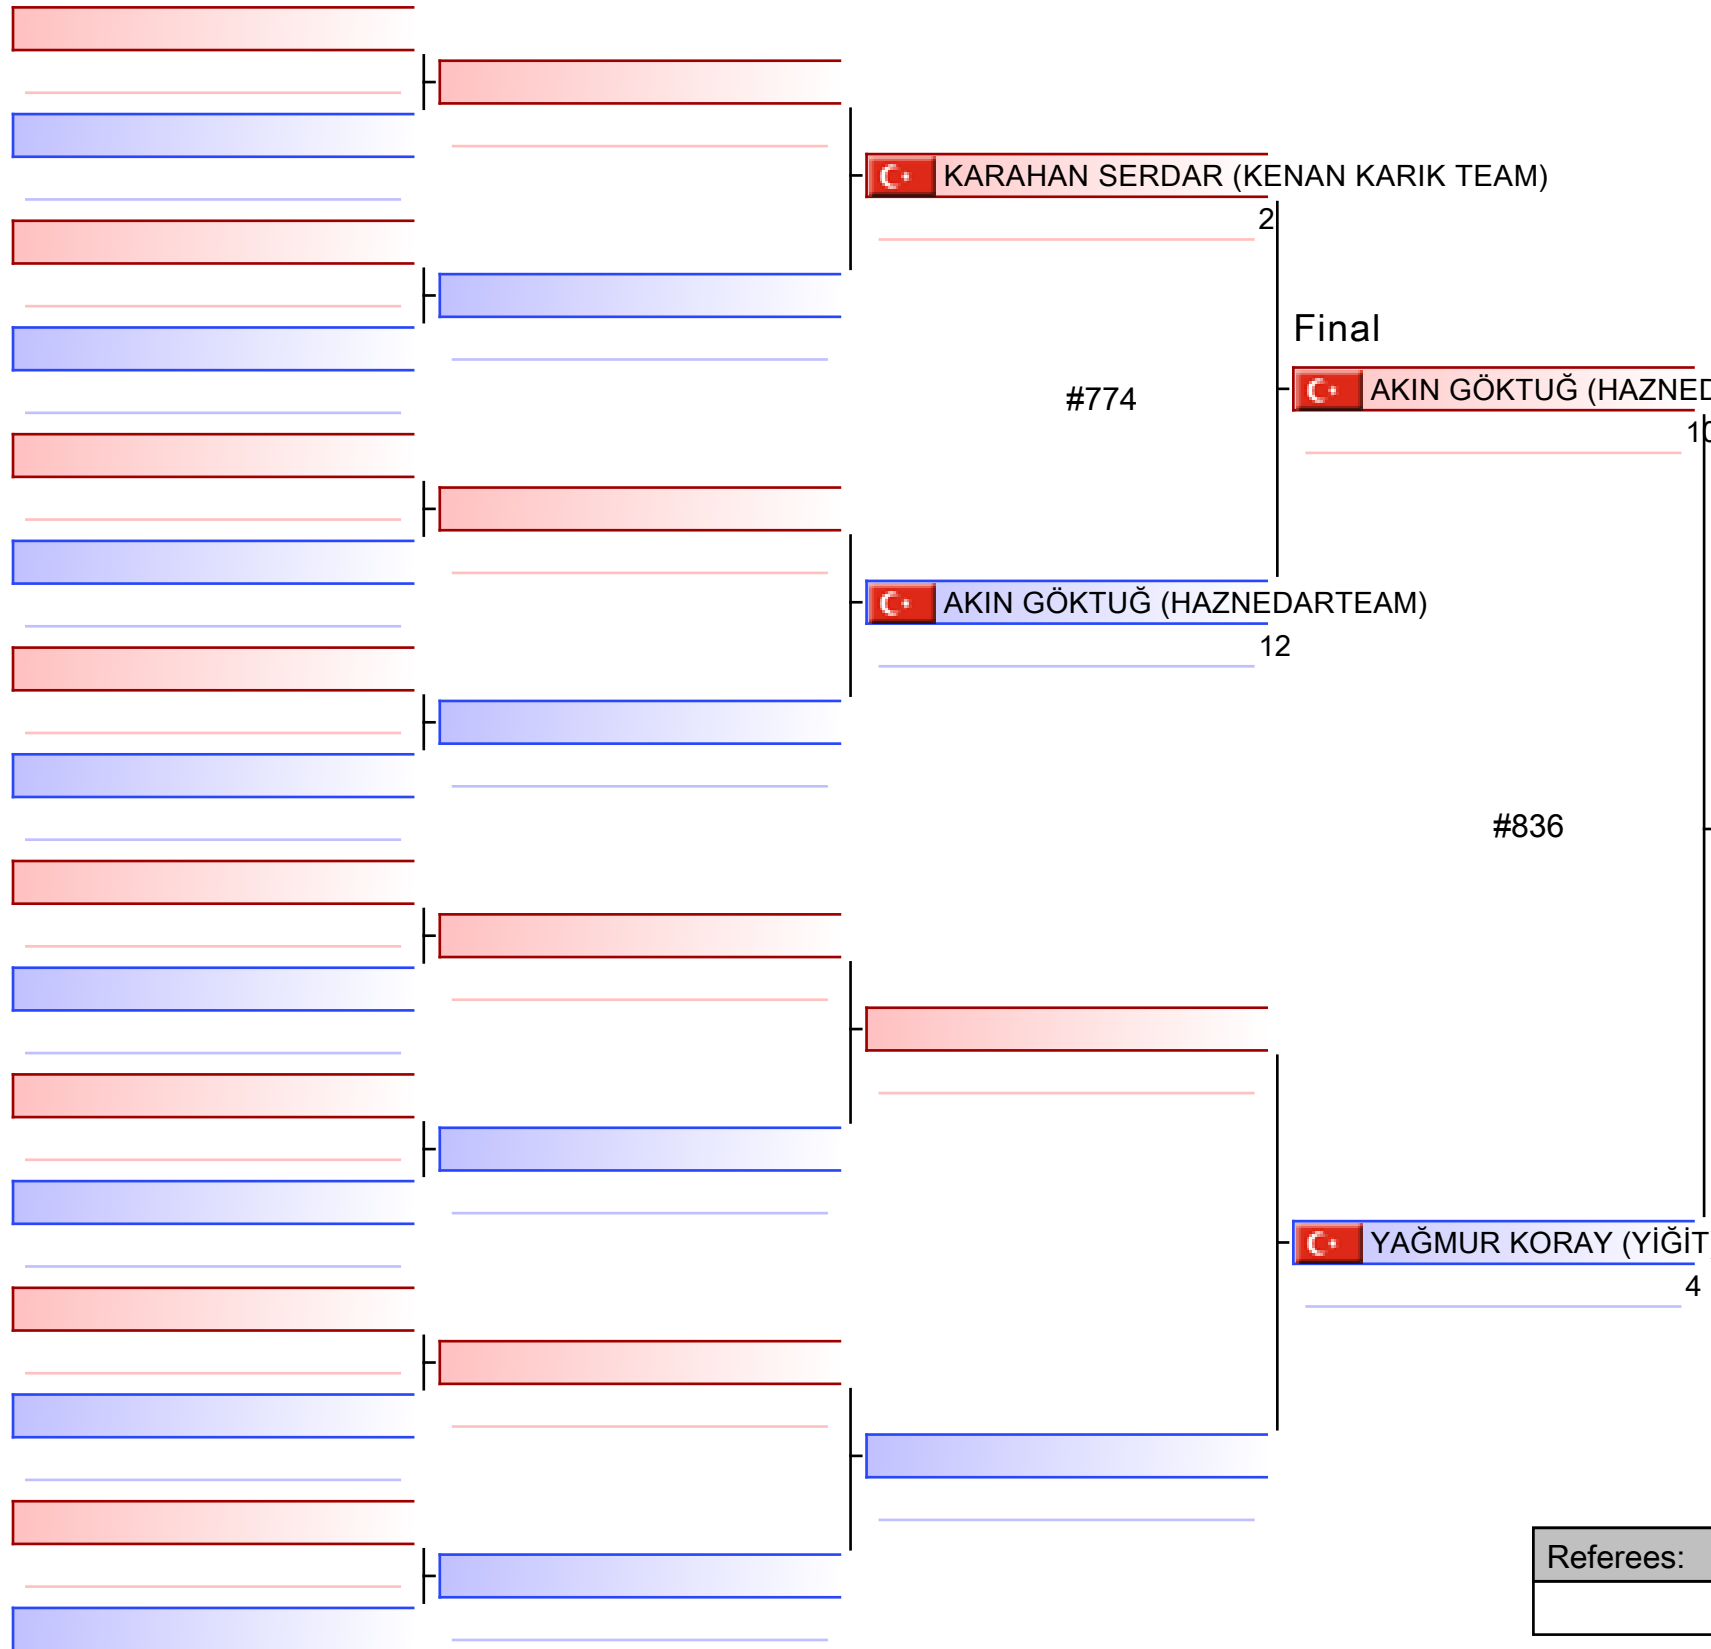 KARAHAN SERDAR (KENAN KARIK TEAM)
2
Final
#774
AKIN GÖKTUĞ (HAZNED
10
AKIN GÖKTUĞ (HAZNEDARTEAM)
12
#836
YAĞMUR KORAY (YİĞİT
4
Referees: